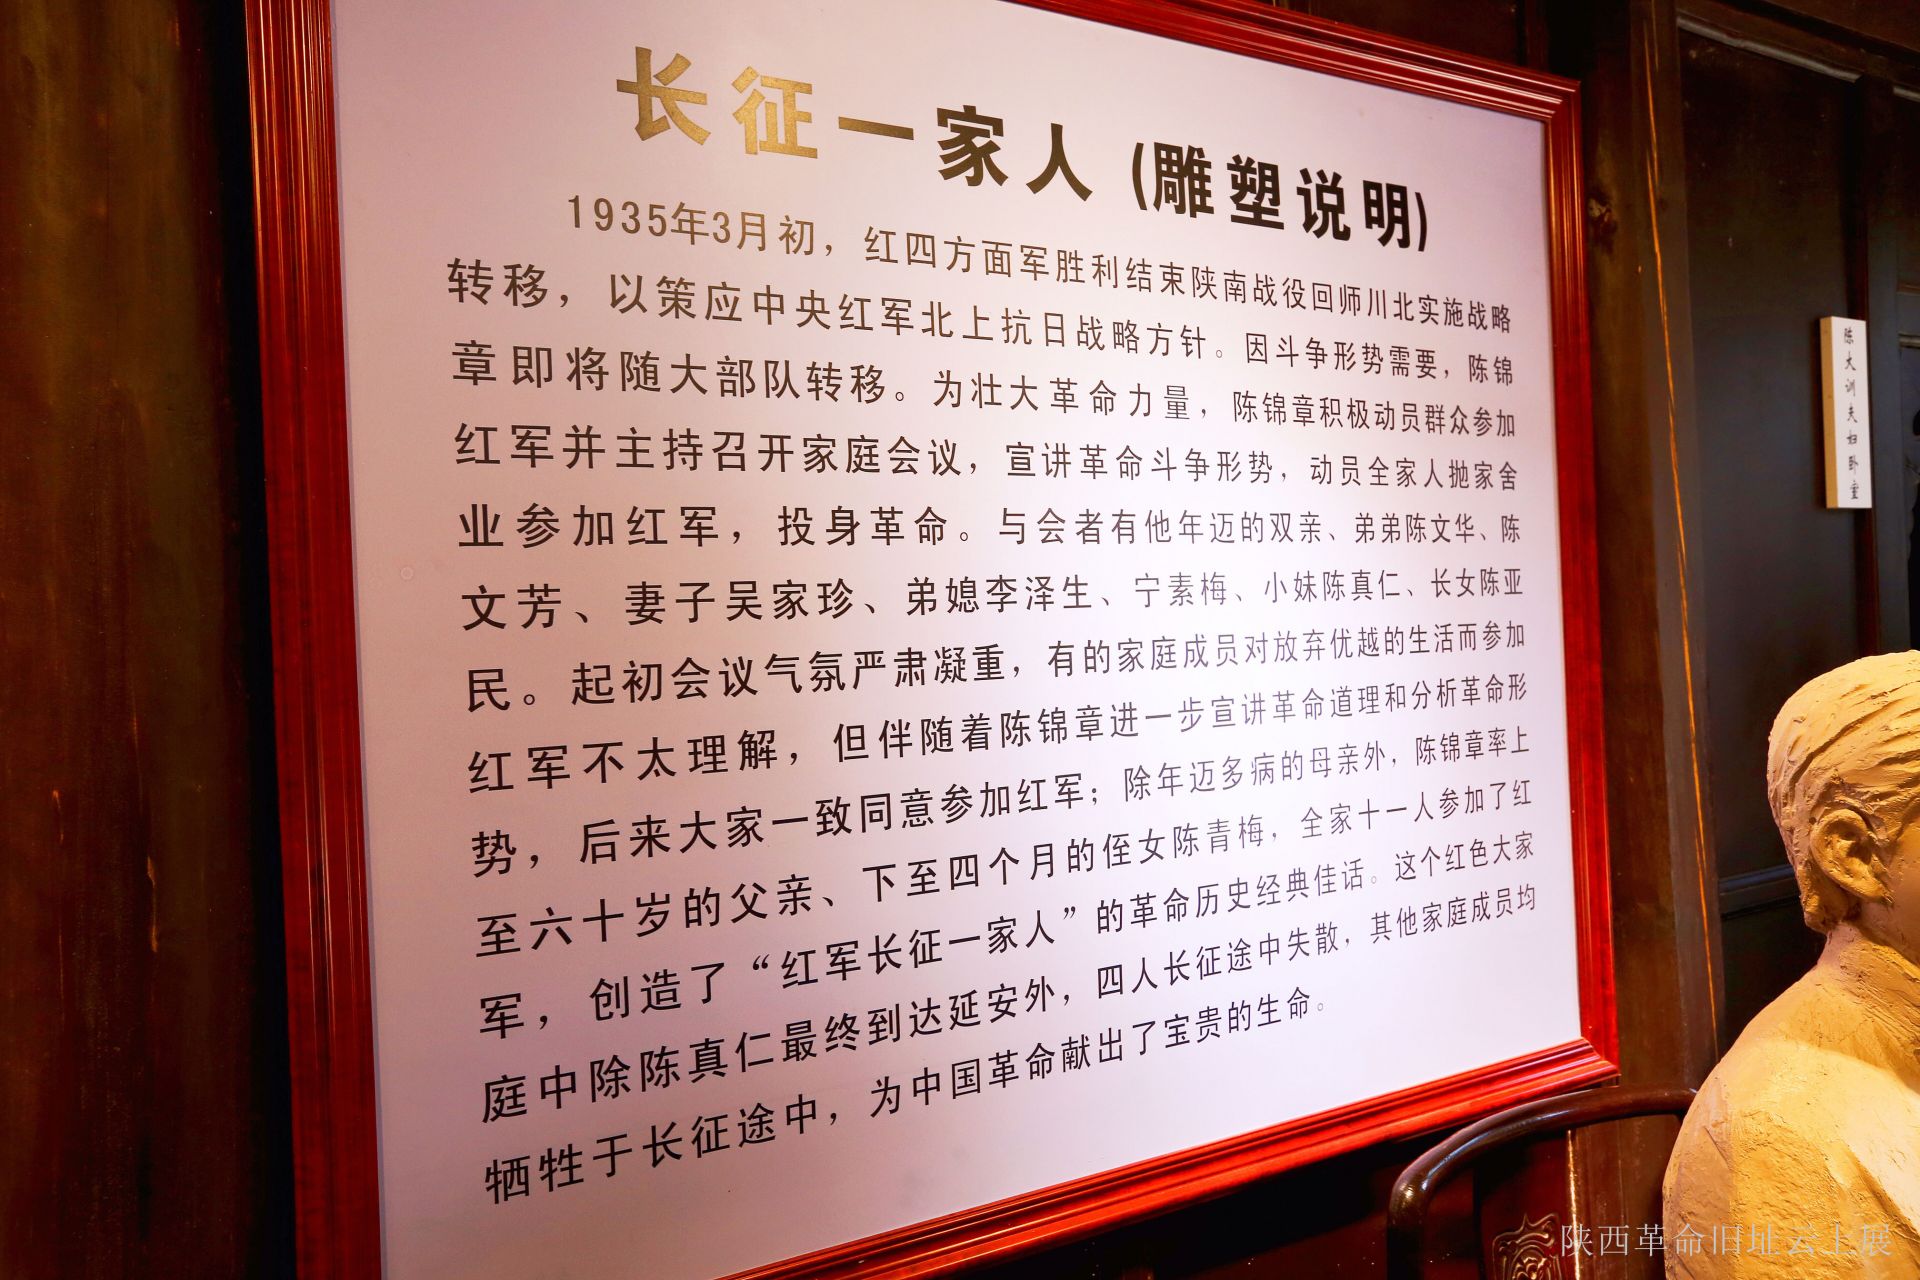 长征一家人(雕塑说明)
1935年3月初，红四方面军胜利结束陕南战役回师川北实施战略
转移，以策应中央红军北上抗日战略方针。因斗争形势需要，陈锦
章即将随大部队转移。为壮大革命力量，陈锦章积极动员群众参加
红军并主持召开家庭会议，宣讲革命斗争形势，动员全家人抛家舍
业参加红军，投身革命。与会者有他年迈的双亲、弟弟陈文华、陈
文芳、妻子吴家珍、弟媳李泽生、宁素梅、小妹陈真仁、长女陈亚
民。起初会议气氛严肃凝重，有的家庭成员对放弃优越的生活而参加
红军不太理解，但伴随着陈锦章进一步宣讲革命道理和分析革命形
势，后来大家一致同意参加红军；除年迈多病的母亲外，陈锦章率上
至六十岁的父亲、下至四个月的侄女陈青梅，全家十一人参加了红
军，创造了“红军长征一家人”的革命历史经典佳话。这个红色大家
庭中除陈真仁最终到达延安外，四人长征途中失散，其他家庭成员均
牺牲于长征途中，为中国革命献出了宝贵的生命。
陈大训夫妇卧室
陕西革命旧址云上展